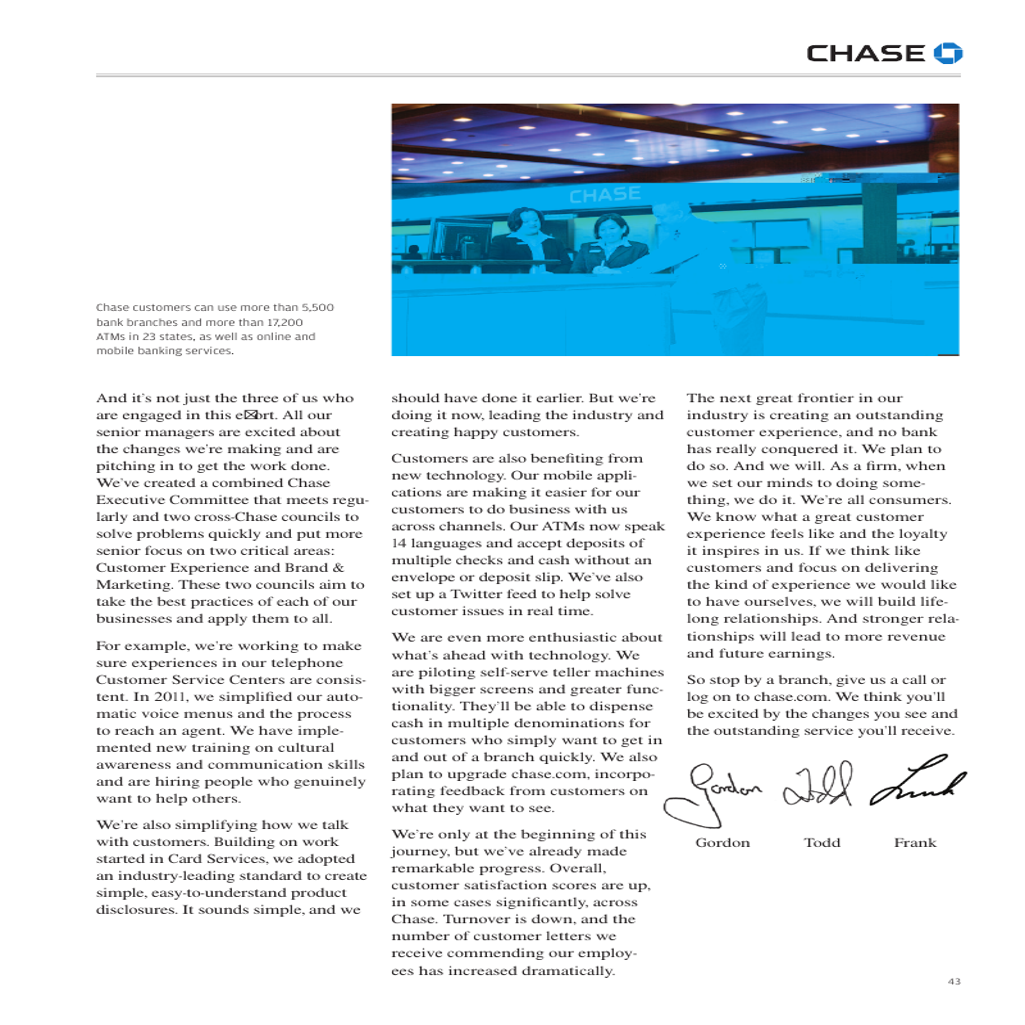 CHASE
CHASE
Chase customers can use more than 5,500
bank branches and more than 17,200
ATMs in 23 states, as well as online and
mobile banking services.
And it's not just the three of us who
are engaged in this e☒ort. All our
senior managers are excited about
the changes we're making and are
pitching in to get the work done.
We've created a combined Chase
Executive Committee that meets regu-
larly and two cross-Chase councils to
solve problems quickly and put more
senior focus on two critical areas:
Customer Experience and Brand &
Marketing. These two councils aim to
take the best practices of each of our
businesses and apply them to all.
For example, we're working to make
sure experiences in our telephone
Customer Service Centers are consis-
tent. In 2011, we simplified our auto-
matic voice menus and the process
to reach an agent. We have imple-
mented new training on cultural
awareness and communication skills
and are hiring people who genuinely
want to help others.
We're also simplifying how we talk
with customers. Building on work
started in Card Services, we adopted
an industry-leading standard to create
simple, easy-to-understand product
disclosures. It sounds simple, and we
should have done it earlier. But we're
doing it now, leading the industry and
creating happy customers.
Customers are also benefiting from
new technology. Our mobile appli-
cations are making it easier for our
customers to do business with us
across channels. Our ATMs now speak
14 languages and accept deposits of
multiple checks and cash without an
envelope or deposit slip. We've also
set up a Twitter feed to help solve
customer issues in real time.
We are even more enthusiastic about
what's ahead with technology. We
are piloting self-serve teller machines
with bigger screens and greater func-
tionality. They'll be able to dispense
cash in multiple denominations for
customers who simply want to get in
and out of a branch quickly. We also
plan to upgrade chase.com, incorpo-
rating feedback from customers on
what they want to see.
We're only at the beginning of this
journey, but we've already made
remarkable progress. Overall,
customer satisfaction scores are up,
in some cases significantly, across
Chase. Turnover is down, and the
number of customer letters we
receive commending our employ-
ees has increased dramatically.
The next great frontier in our
industry is creating an outstanding
customer experience, and no bank
has really conquered it. We plan to
do so. And we will. As a firm, when
we set our minds to doing some-
thing, we do it. We're all consumers.
We know what a great customer
experience feels like and the loyalty
it inspires in us. If we think like
customers and focus on delivering
the kind of experience we would like
to have ourselves, we will build life-
long relationships. And stronger rela-
tionships will lead to more revenue
and future earnings.
So stop by a branch, give us a call or
log on to chase.com. We think you'll
be excited by the changes you see and
the outstanding service you'll receive.
Gordon Todd Frank
Gordon Todd Frank
43